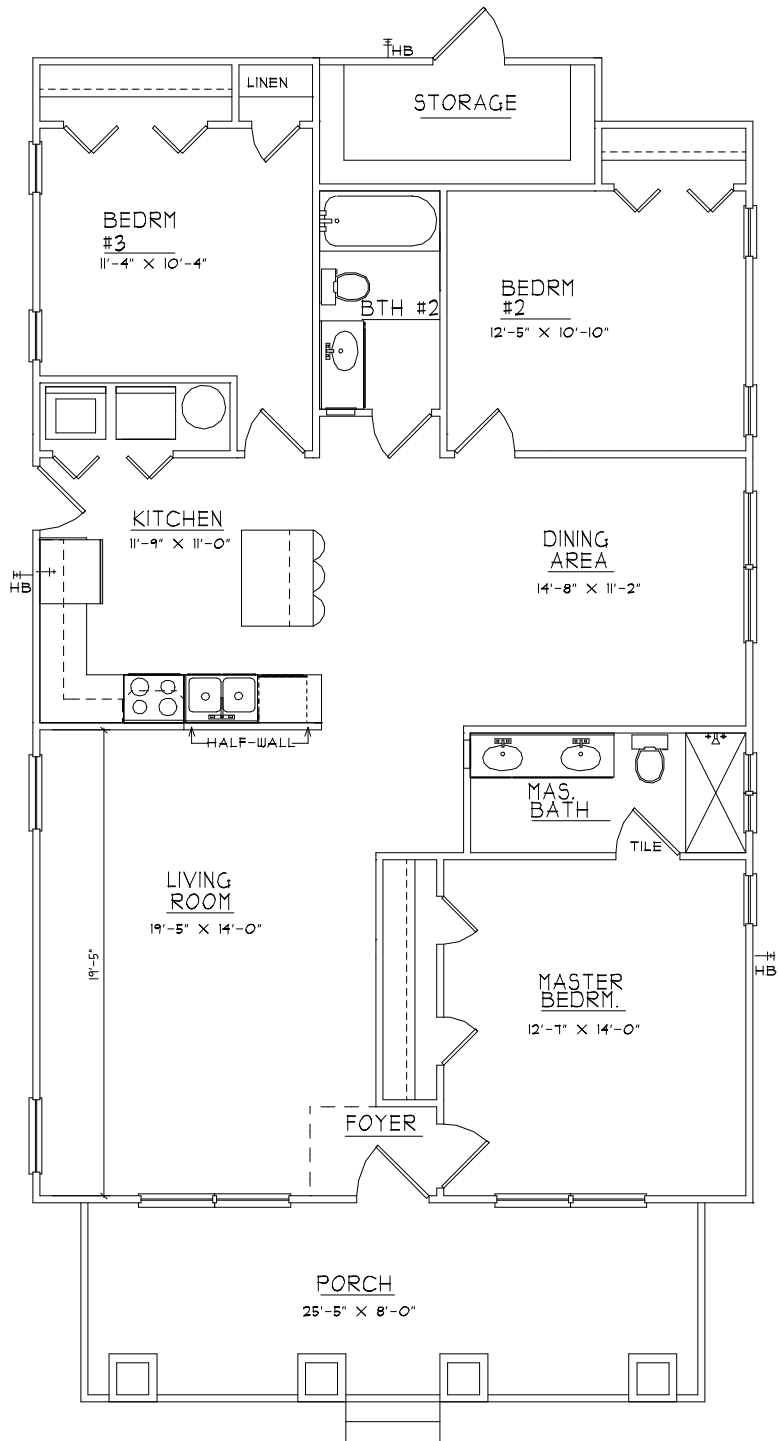 HB
LINEN
STORAGE
BEDRM
#3
11'-4" X 10'-4"
BTH #2
BEDRM
#2
12'-5" X 10'-10"
KITCHEN
11'-9" X 11'-0"
DINING
AREA
14'-8" X 11'-2"
HB
HALF-WALL
MAS.
BATH
TILE
LIVING
ROOM
19'-5" X 14'-0"
19'-5"
HB
MASTER
BEDRM.
12'-7" X 14'-0"
FOYER
PORCH
25'-5" X 8'-0"